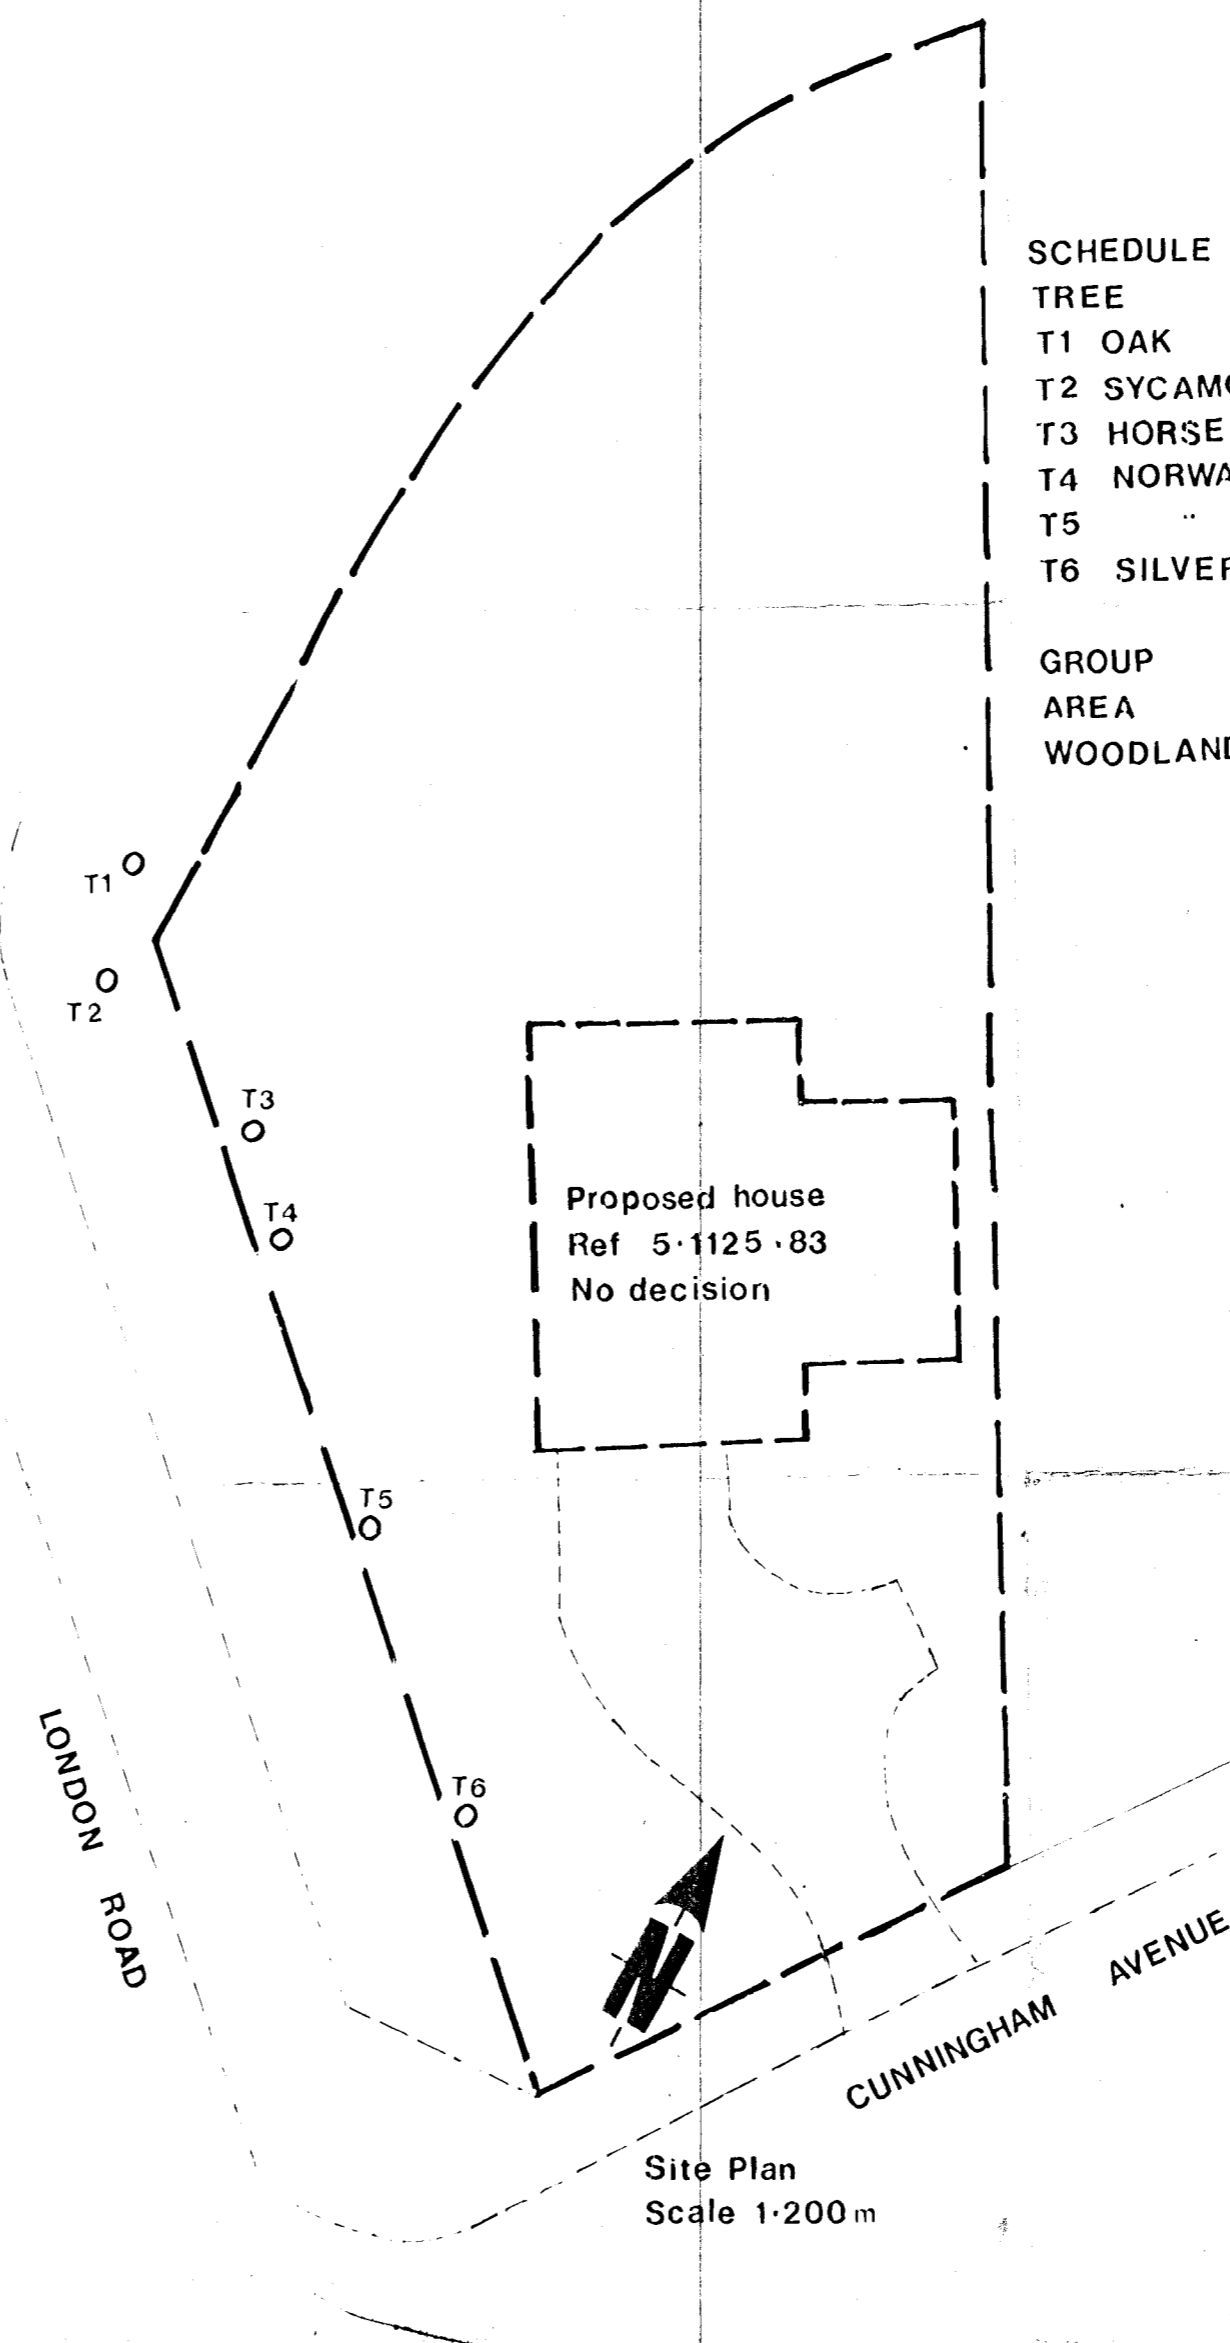 SCHEDULE
TREE
T1 OAK
T2 SYCAMO
T3 HORSE
T4 NORWA
T5 "
T6 SILVER
GROUP
AREA
WOODLAND
T1
T2
T3
T4
Proposed house
Ref 5·1125·83
No decision
T5
T6
LONDON ROAD
N
CUNNINGHAM AVENUE
Site Plan
Scale 1·200m